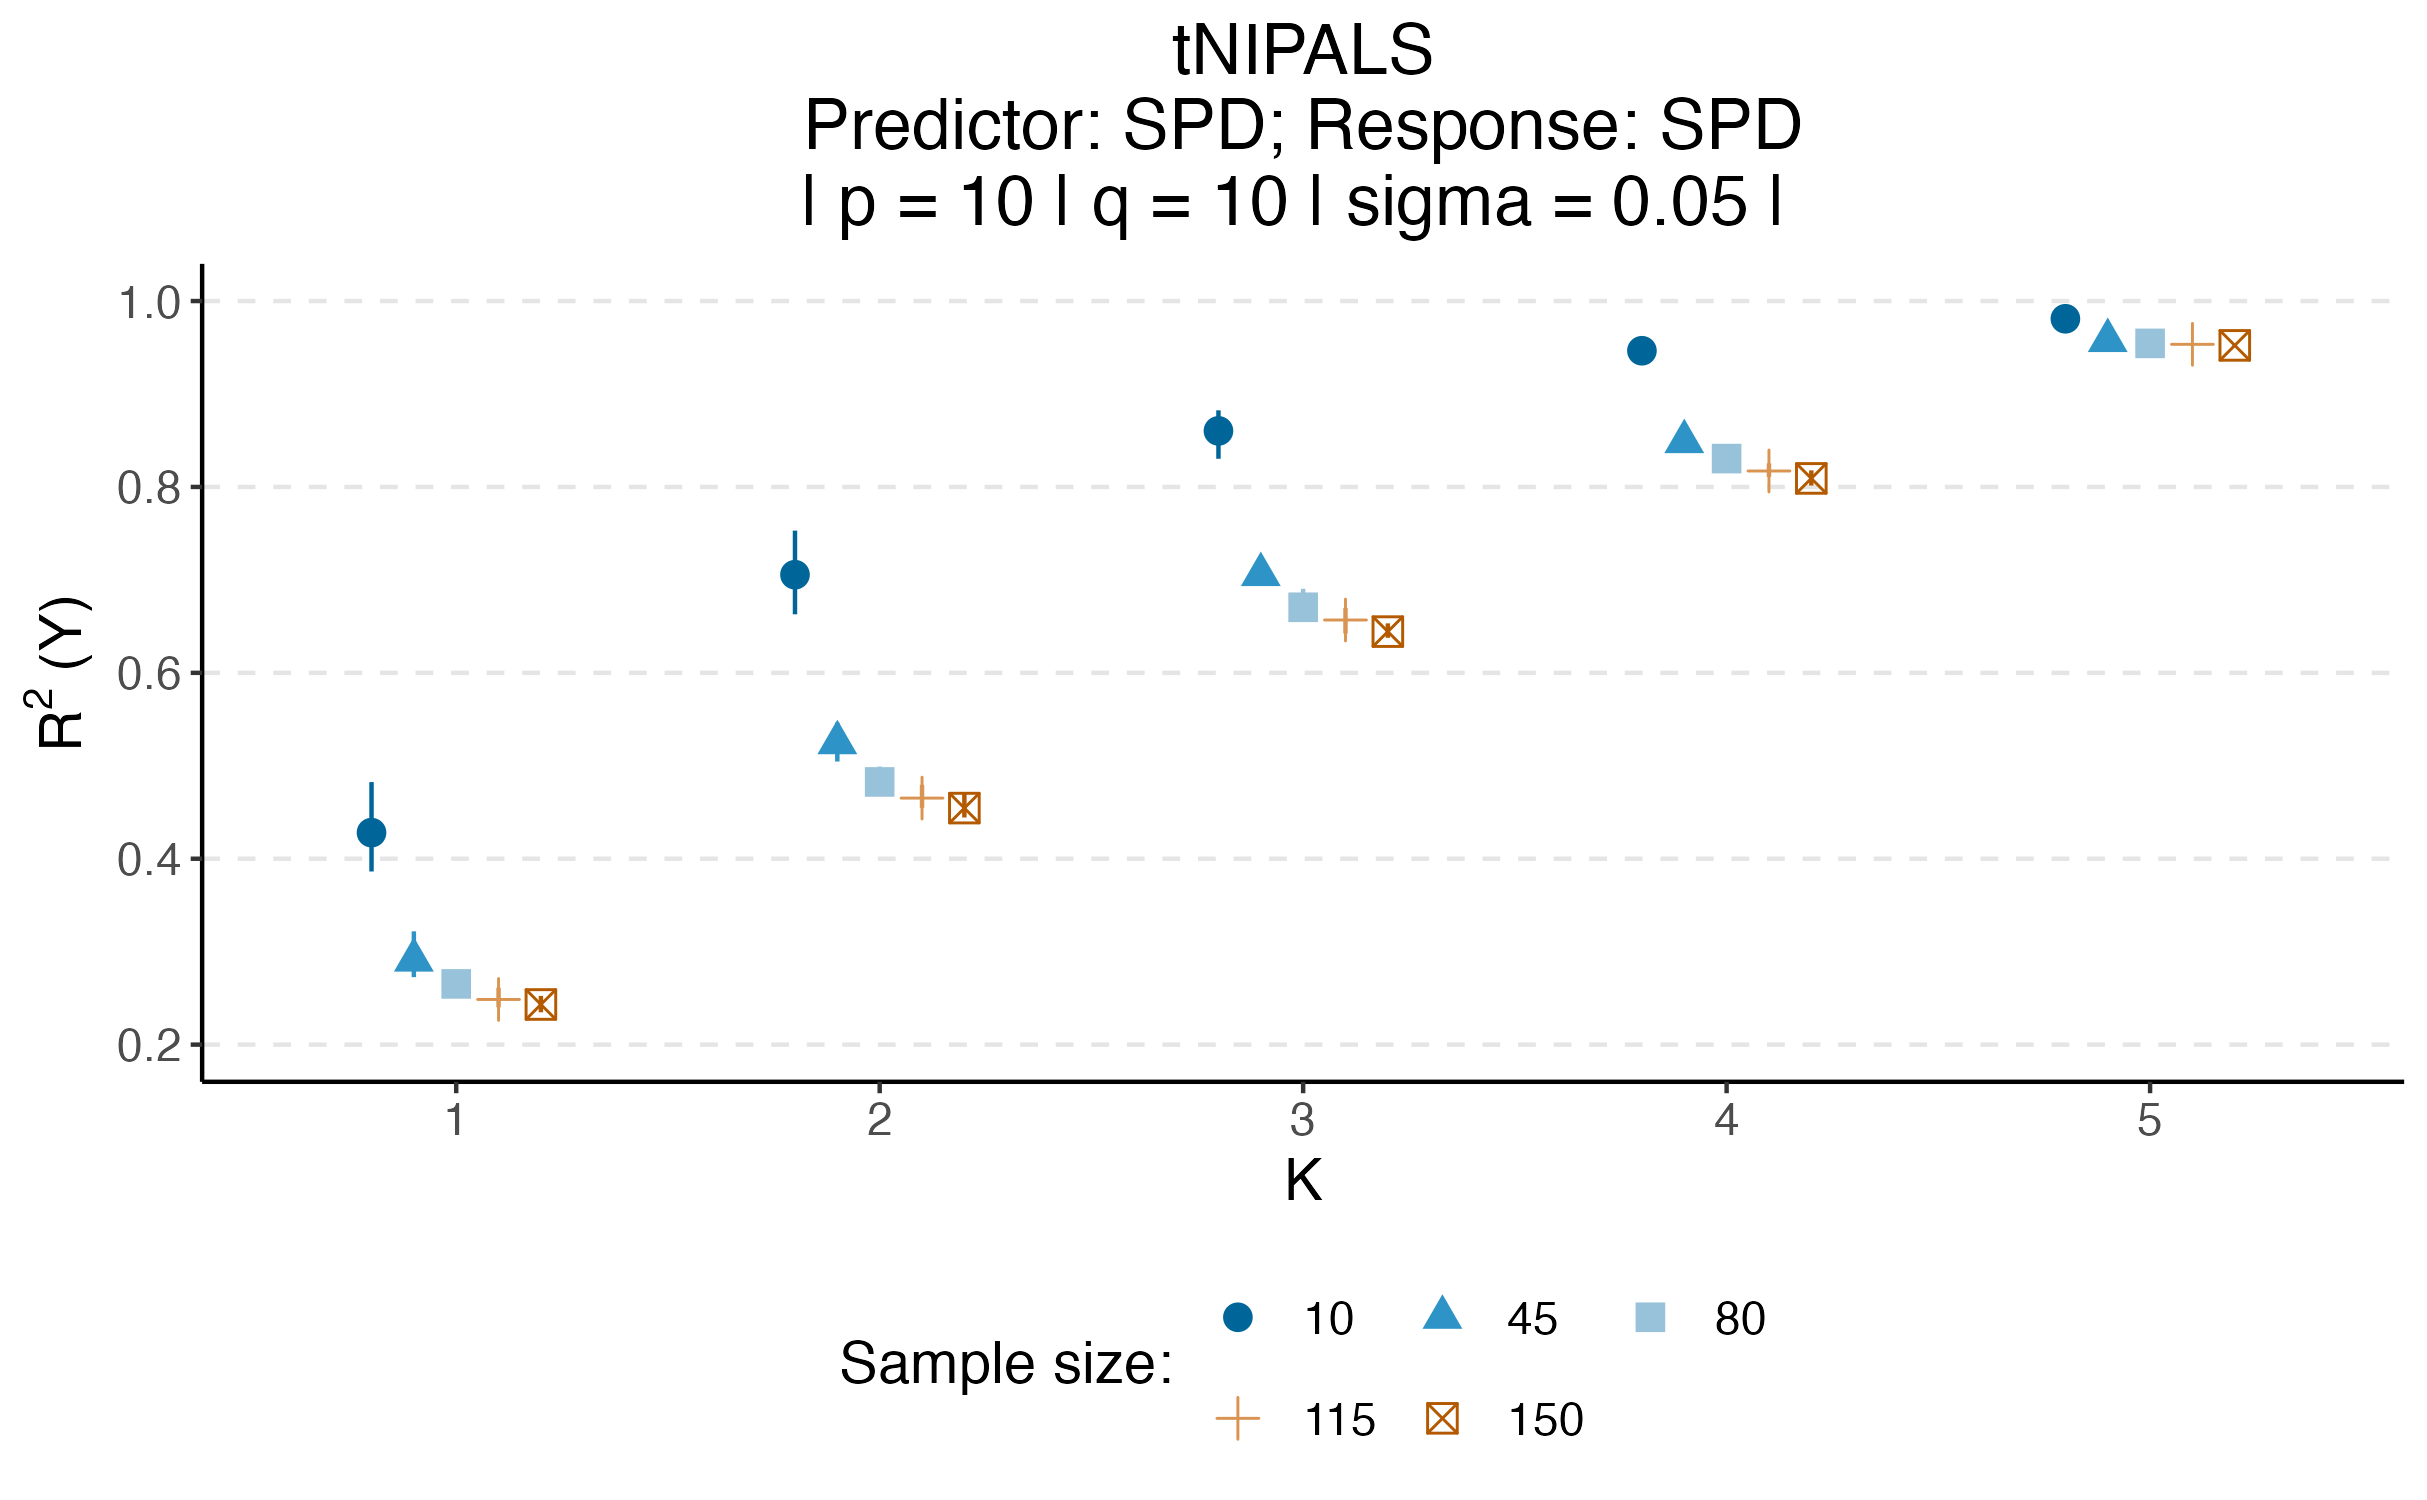 tNIPALS
Predictor: SPD; Response: SPD
| p = 10 | q = 10 | sigma = 0.05 |
R² (Y)
1.0
0.8
0.6
0.4
0.2
1 2 3 4 5
K
Sample size:
10 45 80
115 150